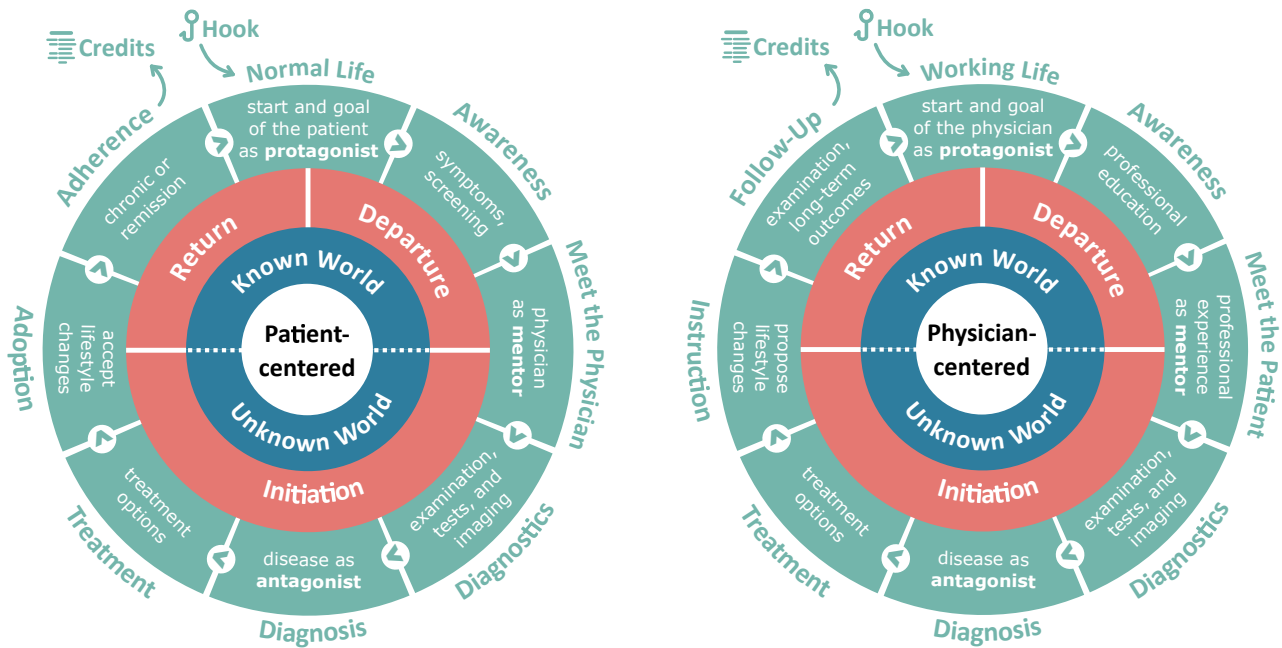 Credits
Hook
Normal Life
start and goal
of the patient
as protagonist
Awareness
symptoms,
screening
Meet the Physician
physician
as mentor
Diagnostics
examination,
tests, and
imaging
Diagnosis
disease as
antagonist
Treatment
treatment
options
Adoption
accept
lifestyle
changes
Adherence
chronic or
remission
Return
Departure
Initiation
Known World
Unknown World
Patient-
centered
Credits
Hook
Working Life
start and goal
of the physician
as protagonist
Awareness
professional
education
Meet the Patient
professional
experience
as mentor
Diagnostics
examination,
tests, and
imaging
Diagnosis
disease as
antagonist
Treatment
treatment
options
Instruction
propose
lifestyle
changes
Follow-Up
examination,
long-term
outcomes
Return
Departure
Initiation
Known World
Unknown World
Physician-
centered